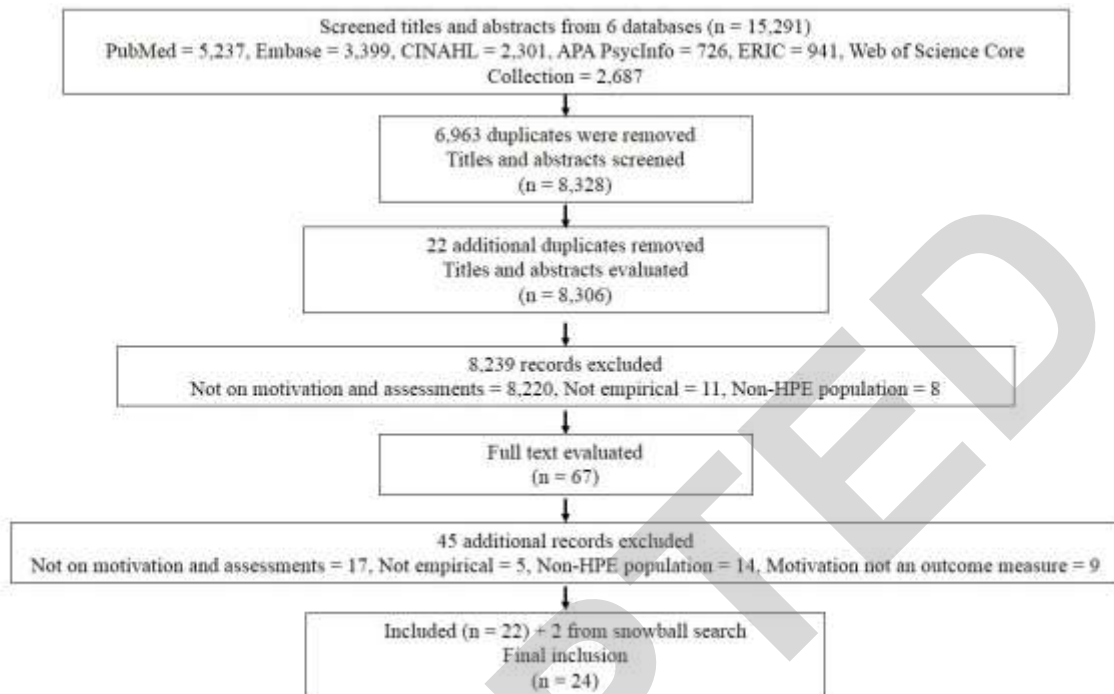 Screened titles and abstracts from 6 databases (n = 15,291)
PubMed = 5,237, Embase = 3,399, CINAHL = 2,301, APA PsycInfo = 726, ERIC = 941, Web of Science Core
Collection = 2,687
6,963 duplicates were removed
Titles and abstracts screened
(n = 8,328)
22 additional duplicates removed
Titles and abstracts evaluated
(n = 8,306)
8,239 records excluded
Not on motivation and assessments = 8,220, Not empirical = 11, Non-HPE population = 8
Full text evaluated
(n = 67)
45 additional records excluded
Not on motivation and assessments = 17, Not empirical = 5, Non-HPE population = 14, Motivation not an outcome measure = 9
Included (n = 22) + 2 from snowball search
Final inclusion
(n = 24)
PTED